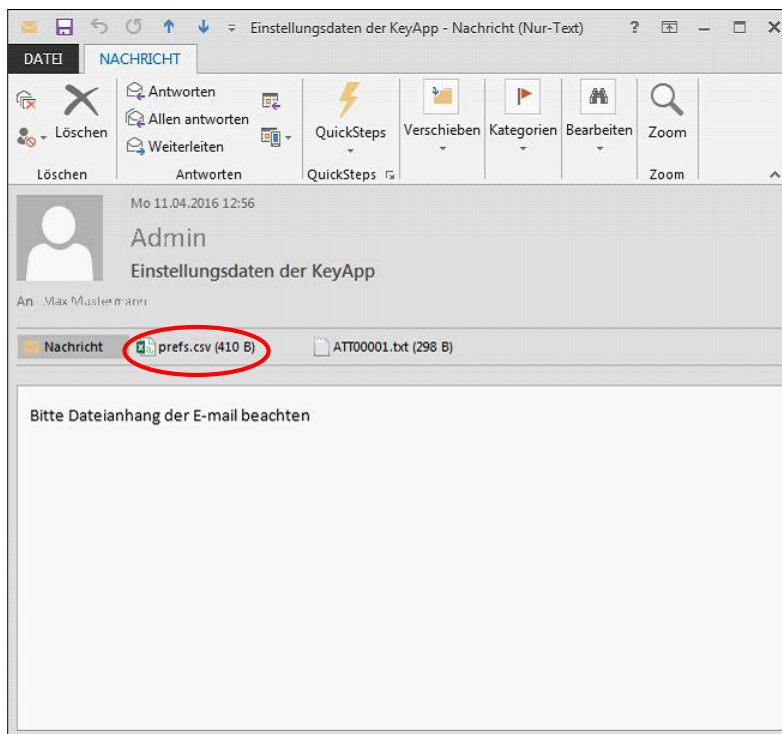 Einstellungsdaten der KeyApp - Nachricht (Nur-Text) ?
DATEI NACHRICHT
Löschen
Antworten
Allen antworten
Weiterleiten
QuickSteps
Verschieben
Kategorien
Bearbeiten
Zoom
Löschen Antworten QuickSteps Zoom
Mo 11.04.2016 12:56
Admin
Einstellungsdaten der KeyApp
An Max Mustermann
Nachricht prefs.csv (410 B) ATT00001.txt (298 B)
Bitte Dateianhang der E-mail beachten